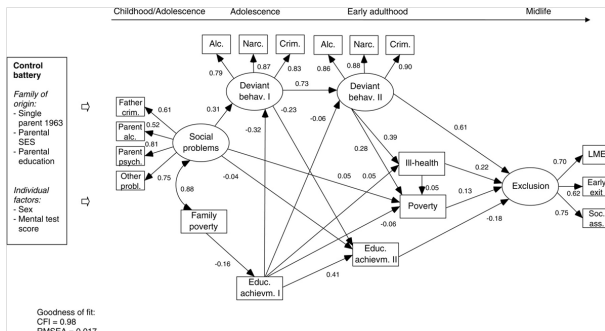 Childhood/Adolescence Adolescence Early adulthood Midlife
Control
battery
Family of
origin:
- Single
parent 1963
- Parental
SES
- Parental
education
Individual
factors:
- Sex
- Mental test
score
Alc.
Narc.
Crim.
0.79
0.87
0.83
Deviant
behav. I
0.73
Alc.
Narc.
Crim.
0.86
0.88
0.90
Deviant
behav. II
Father
crim.
0.61
Parent
alc.
0.52
Parent
psych.
0.81
Other
probl.
0.75
Social
problems
0.31
-0.23
-0.32
-0.06
0.39
0.28
0.61
-0.04
0.05
0.05
0.88
Family
poverty
-0.16
Educ.
achievm. I
0.41
-0.06
Educ.
achievm. II
Ill-health
0.22
0.05
Poverty
0.13
-0.18
Exclusion
0.70
LME
0.62
Early
exit
0.75
Soc.
ass.
Goodness of fit:
CFI = 0.98
RMSEA = 0.017